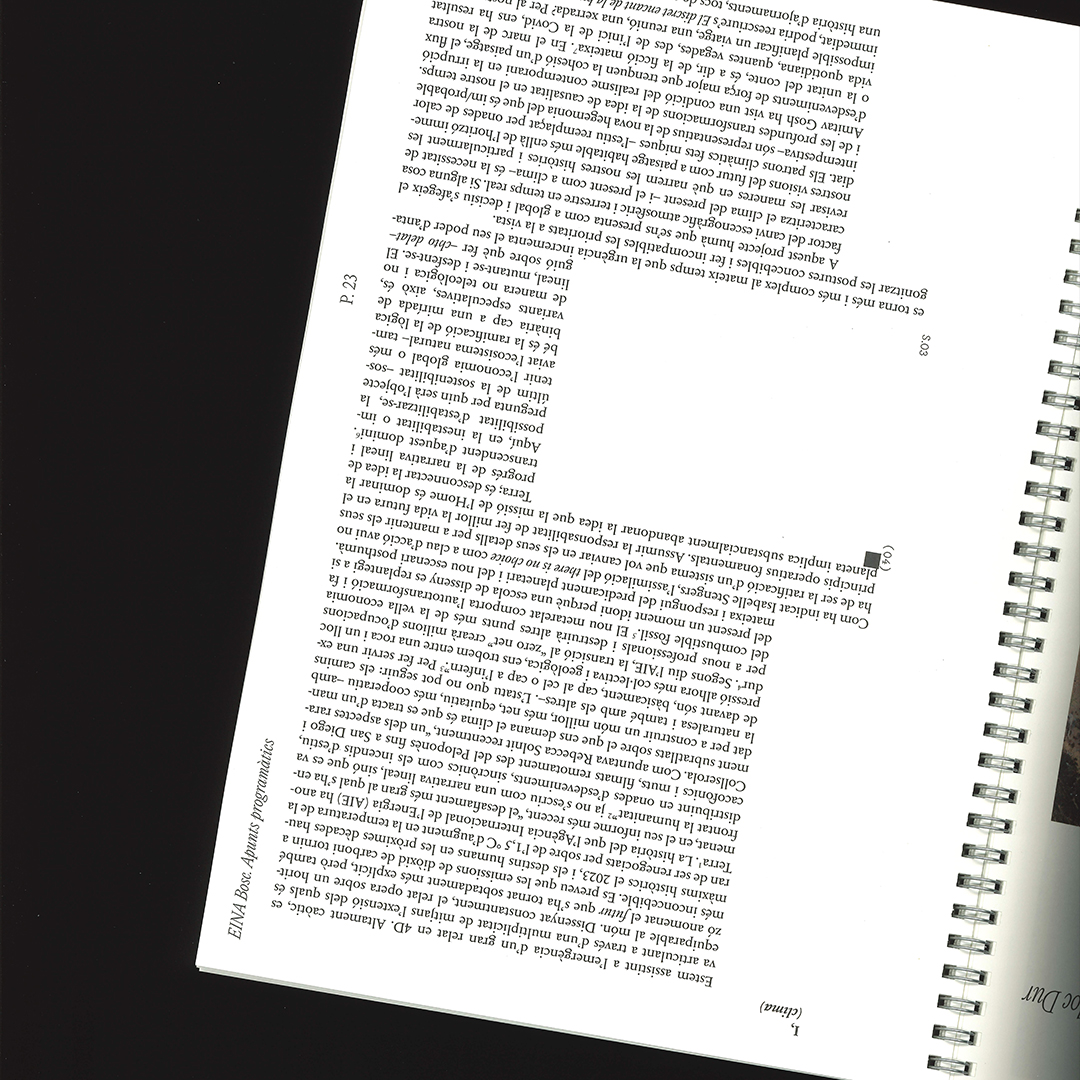 loc Dur
I,
(clima)
Estem assistint a l'emergència d'un gran relat en 4D. Altament caòtic, es
va articulant a través d'una multiplicitat de mitjans l'extensió dels quals és
equiparable al món. Dissenyat constantment, el relat opera sobre un horit-
zó anomenat el futur que s'ha tornat sobtadament més explícit, però també
més inconcebible. Es preveu que les emissions de diòxid de carboni tornin a
màxims històrics el 2023, i els destins humans en les pròximes dècades hau-
ran de ser renegociats per sobre de l'1,5 °C d'augment en la temperatura de la
Terra¹. La història del que l'Agència Internacional de l'Energia (AIE) ha ano-
menat, en el seu informe més recent, "el desafiament més gran al qual s'ha en-
frontat la humanitat"² ja no s'escriu com una narrativa lineal, sinó que es va
distribuint en onades d'esdeveniments, sincrònics com els incendis d'estiu,
cacofònics i muts, filmats remotament des del Peloponès fins a San Diego i
Collserola. Com apuntava Rebecca Solnit recentment, "un dels aspectes rara-
ment subratllats sobre el que ens demana el clima és que es tracta d'un man-
dat per a construir un món millor, més net, equitatiu, més cooperatiu –amb
la naturalesa i també amb els altres–. L'statu quo no pot seguir: els camins
de davant són, bàsicament, cap al cel o cap a l'infern".³ Per fer servir una ex-
pressió alhora més col·lectiva i geològica, ens trobem entre una roca i un lloc
dur⁴. Segons diu l'AIE, la transició al "zero net" crearà milions d'ocupacions
per a nous professionals i destruirà altres punts més de la vella economia
del combustible fòssil.⁵ El nou metarelat comporta l'autotransformació i fa
del present un moment idoni perquè una escola de disseny es replantegi a si
mateixa i respongui del predicament planetari i del nou escenari posthumà.
Com ha indicat Isabelle Stengers, l'assimilació del there is no choice com a clau d'acció avui no
ha de ser la ratificació d'un sistema que vol canviar en els seus detalls per a mantenir els seus
principis operatius fonamentals. Assumir la responsabilitat de fer millor la vida futura en el
planeta implica substancialment abandonar la idea que la missió de l'Home és dominar la
Terra; és desconnectar la idea de
progrés de la narrativa lineal i
transcendent d'aquest domini⁶.
Aquí, en la inestabilitat o im-
possibilitat d'estabilitzar-se, la
pregunta per quin serà l'objecte
últim de la sostenibilitat –sos-
tenir l'economia global o més
aviat l'ecosistema natural– tam-
bé és la ramificació de la lògica
binària cap a una miríada de
variants especulatives, això és,
de manera no teleològica i no
lineal, mutant-se i desfent-se. El
guió sobre què fer –chto delat–
es torna més i més complex al mateix temps que la urgència incrementa el seu poder d'anta-
gonitzar les postures concebibles i fer incompatibles les prioritats a la vista.
A aquest projecte humà que se'ns presenta com a global i decisiu s'afegeix el
factor del canvi escenogràfic atmosfèric i terrestre en temps real. Si alguna cosa
caracteritza el clima del present –i el present com a clima– és la necessitat de
revisar les maneres en què narrem les nostres històries i particularment les
nostres visions del futur com a paisatge habitable més enllà de l'horitzó imme-
diat. Els patrons climàtics fets miques –l'estiu reemplaçat per onades de calor
intempestiva– són representatius de la nova hegemonia del que és im/probable
i de les profundes transformacions de la idea de causalitat en el nostre temps.
Amitav Gosh ha vist una condició del realisme contemporani en la irrupció
d'esdeveniments de força major que trenquen la cohesió d'un paisatge, el flux
o la unitat del conte, és a dir, de la ficció mateixa⁷. En el marc de la nostra
vida quotidiana, quantes vegades, des de l'inici de la Covid, ens ha resultat
impossible planificar un viatge, una reunió, una xerrada? Per al
immediat, podria reescriure's El discret encant de la
una història d'ajornaments, tocs de
(04)
S.03
EINA Bosc. Apunts programàtics
P. 23